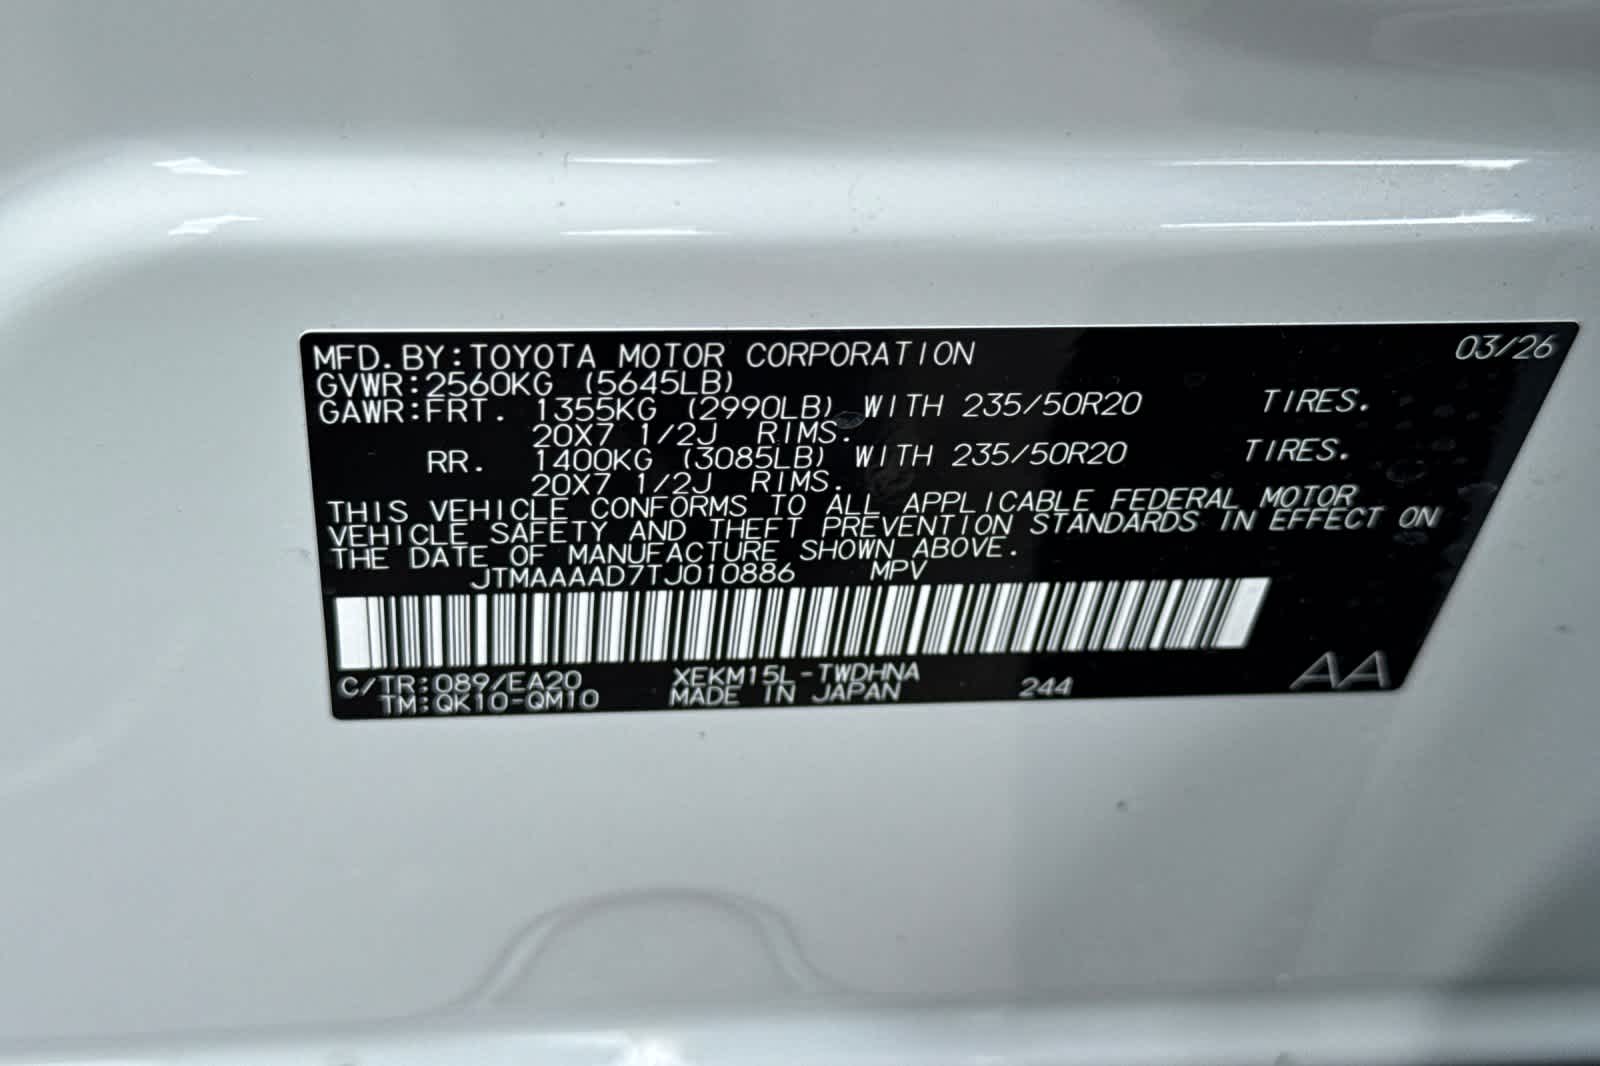 MFD.BY:TOYOTA MOTOR CORPORATION 03/26
GVWR:2560KG (5645LB)
GAWR:FRT. 1355KG (2990LB) WITH 235/50R20 TIRES.
20X7 1/2J RIMS.
RR. 1400KG (3085LB) WITH 235/50R20 TIRES.
20X7 1/2J RIMS.
THIS VEHICLE CONFORMS TO ALL APPLICABLE FEDERAL MOTOR
VEHICLE SAFETY AND THEFT PREVENTION STANDARDS IN EFFECT ON
THE DATE OF MANUFACTURE SHOWN ABOVE.
JTMAAAAD7TJ010886 MPV
C/TR:089/EA20 XEKM15L-TWDHNA AA
TM:QK10-QM10 MADE IN JAPAN 244